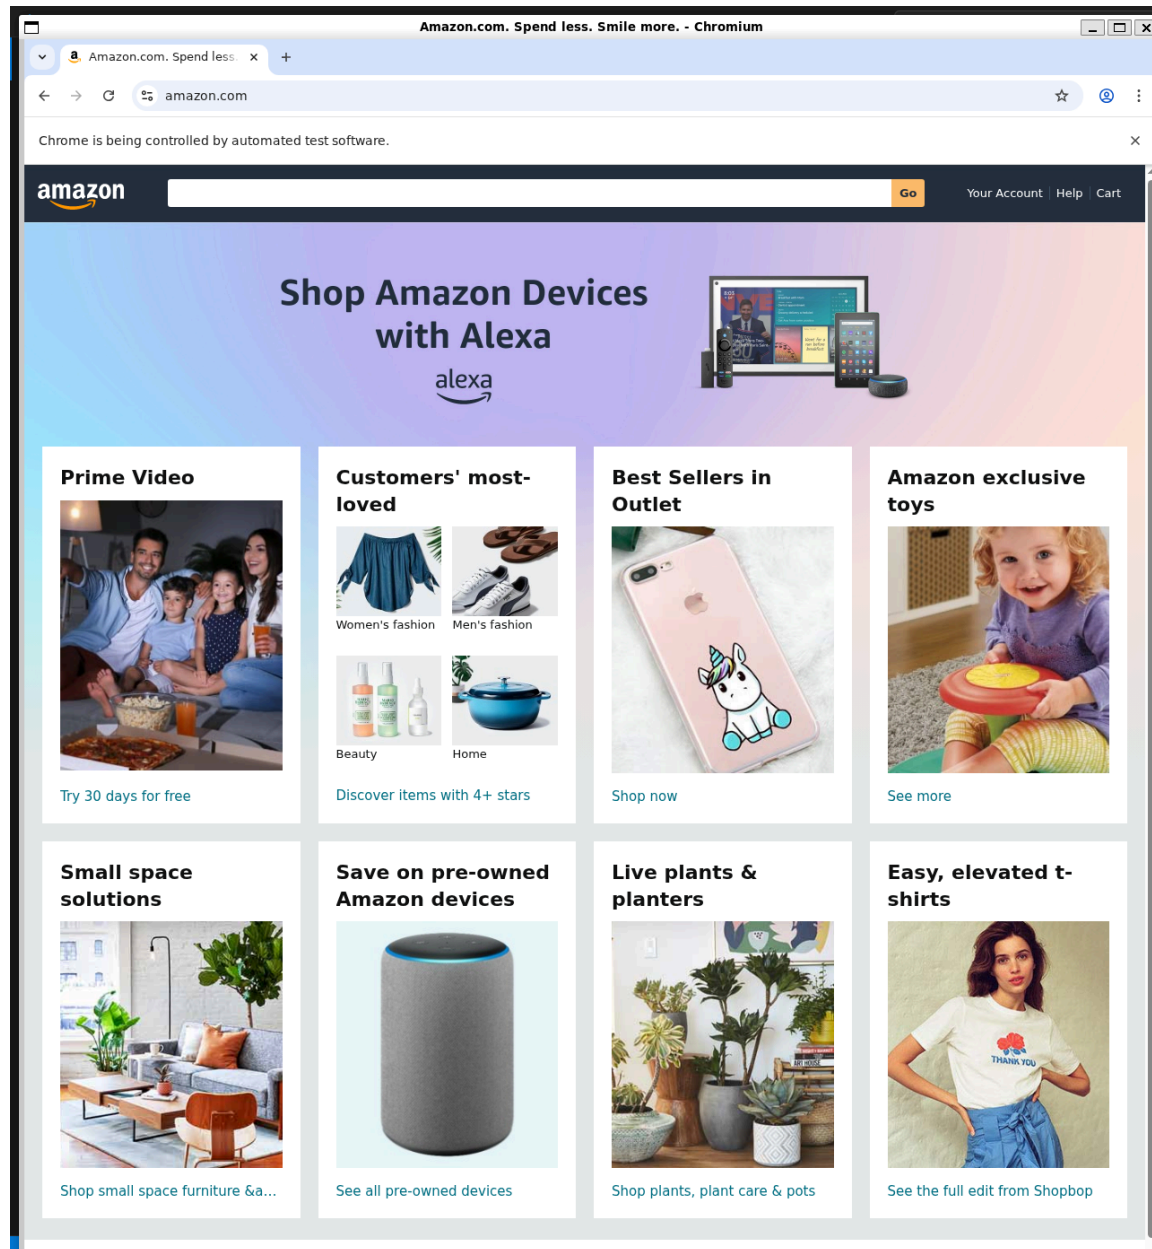 Amazon.com. Spend less. Smile more. - Chromium
Amazon.com. Spend less.
amazon.com
Chrome is being controlled by automated test software.
amazon
Go
Your Account
Help
Cart
Shop Amazon Devices
with Alexa
alexa
Prime Video
Try 30 days for free
Customers' most-
loved
Women's fashion
Men's fashion
Beauty
Home
Discover items with 4+ stars
Best Sellers in
Outlet
Shop now
Amazon exclusive
toys
See more
Small space
solutions
Shop small space furniture &a...
Save on pre-owned
Amazon devices
See all pre-owned devices
Live plants &
planters
Shop plants, plant care & pots
Easy, elevated t-
shirts
THANK YOU
See the full edit from Shopbop